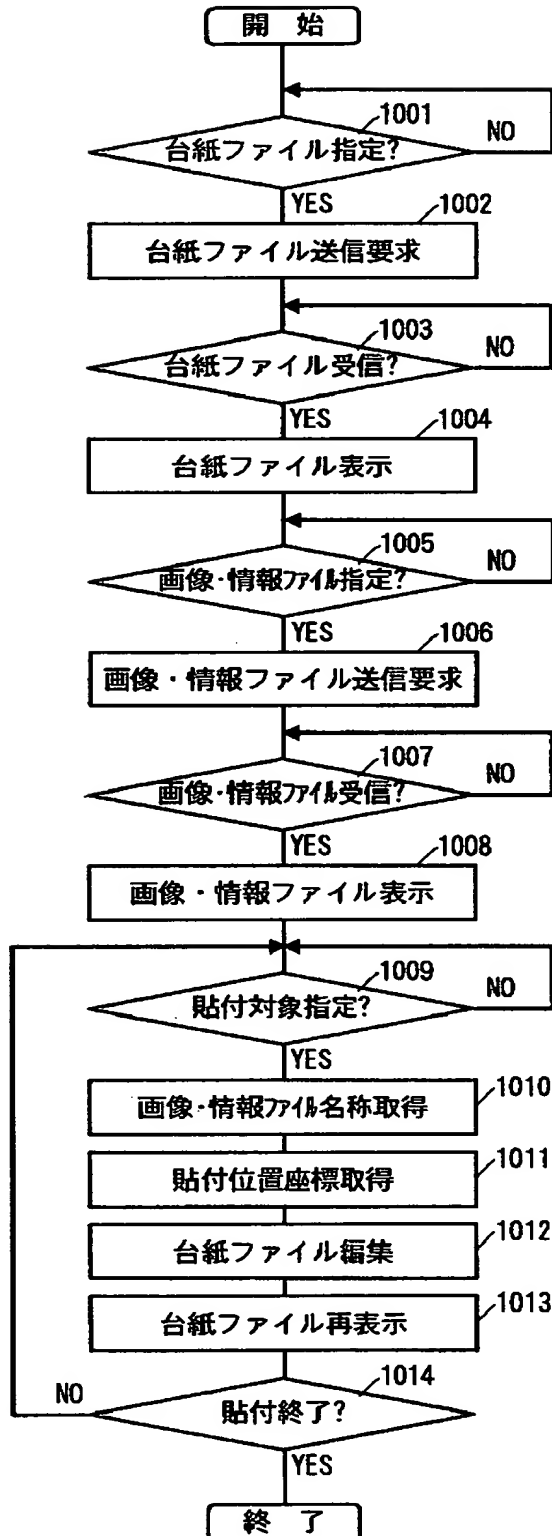 開 始
1001
台紙ファイル指定?
NO
YES
1002
台紙ファイル送信要求
1003
台紙ファイル受信?
NO
YES
1004
台紙ファイル表示
1005
画像・情報ファイル指定?
NO
YES
1006
画像・情報ファイル送信要求
1007
画像・情報ファイル受信?
NO
YES
1008
画像・情報ファイル表示
1009
貼付対象指定?
NO
YES
1010
画像・情報ファイル名称取得
1011
貼付位置座標取得
1012
台紙ファイル編集
1013
台紙ファイル再表示
1014
NO
貼付終了?
YES
終 了